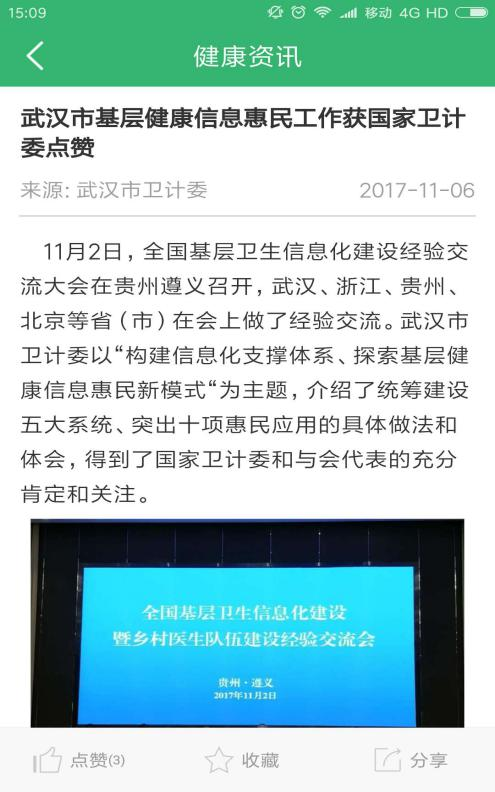 15:09
移动 4G HD
健康资讯
武汉市基层健康信息惠民工作获国家卫计
委点赞
来源: 武汉市卫计委
2017-11-06
11月2日，全国基层卫生信息化建设经验交
流大会在贵州遵义召开，武汉、浙江、贵州、
北京等省（市）在会上做了经验交流。武汉市
卫计委以“构建信息化支撑体系、探索基层健
康信息惠民新模式“为主题，介绍了统筹建设
五大系统、突出十项惠民应用的具体做法和
体会，得到了国家卫计委和与会代表的充分
肯定和关注。
全国基层卫生信息化建设
暨乡村医生队伍建设经验交流会
贵州·遵义
2017年11月2日
点赞(3)
收藏
分享